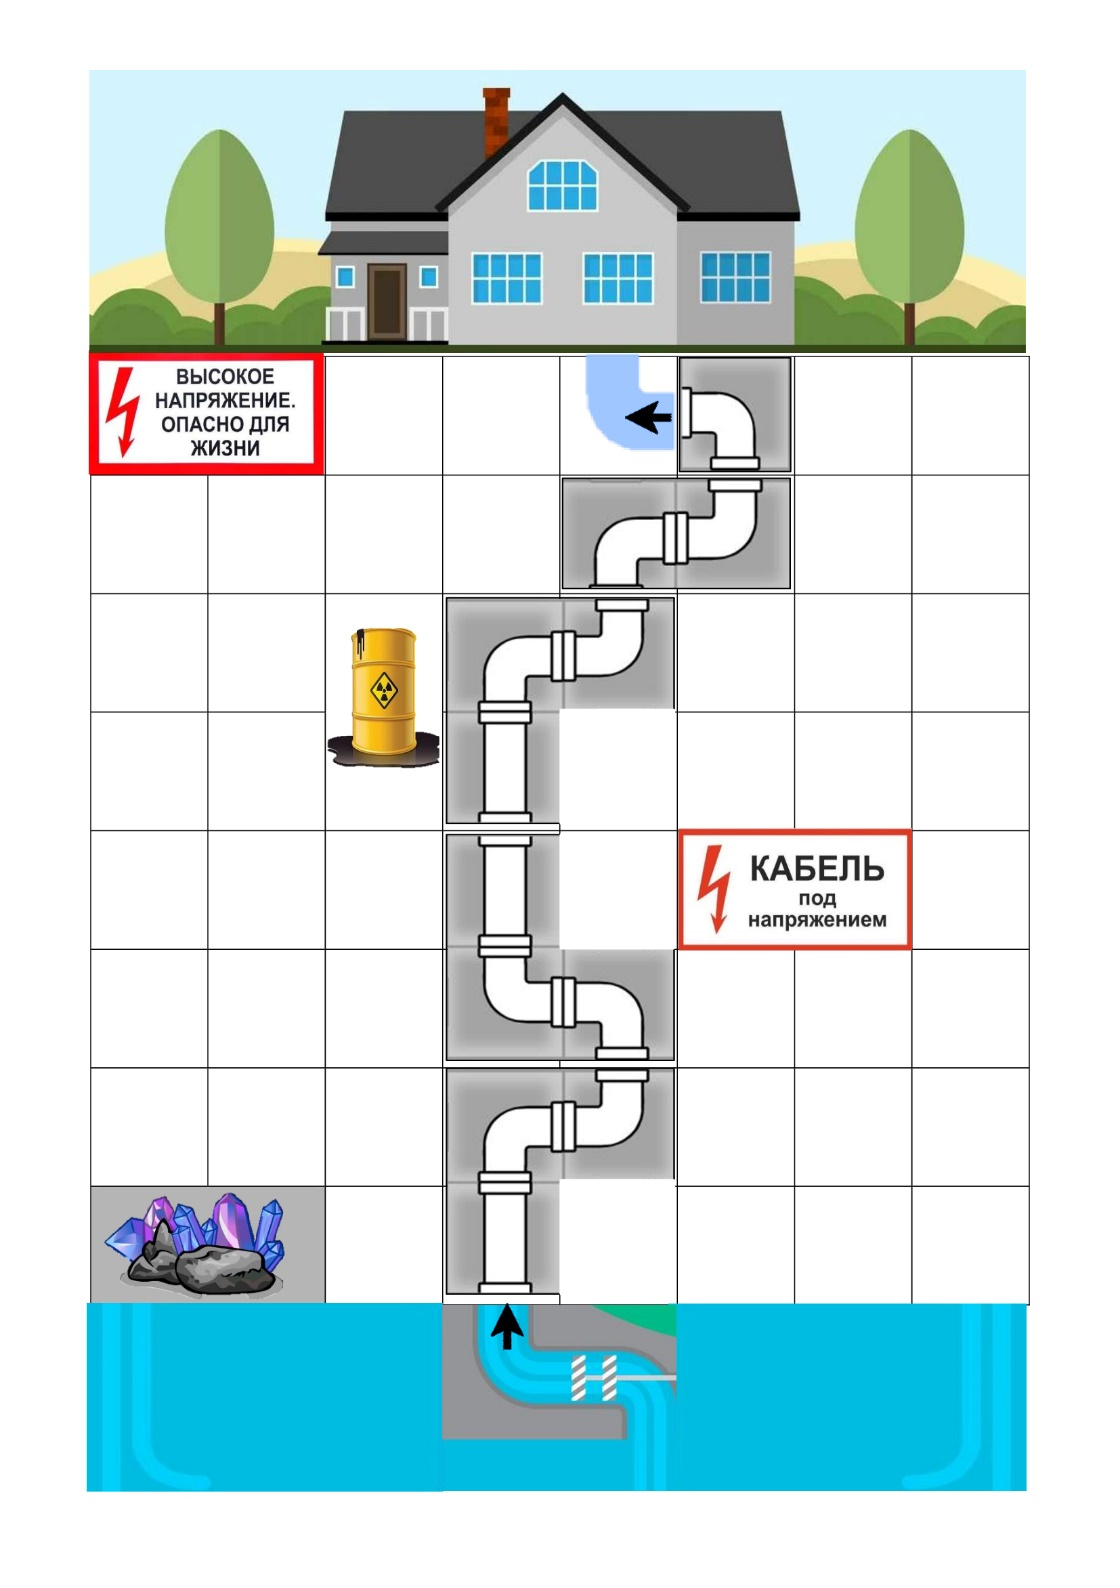 ВЫСОКОЕ
НАПРЯЖЕНИЕ.
ОПАСНО ДЛЯ
ЖИЗНИ
КАБЕЛЬ
под
напряжением